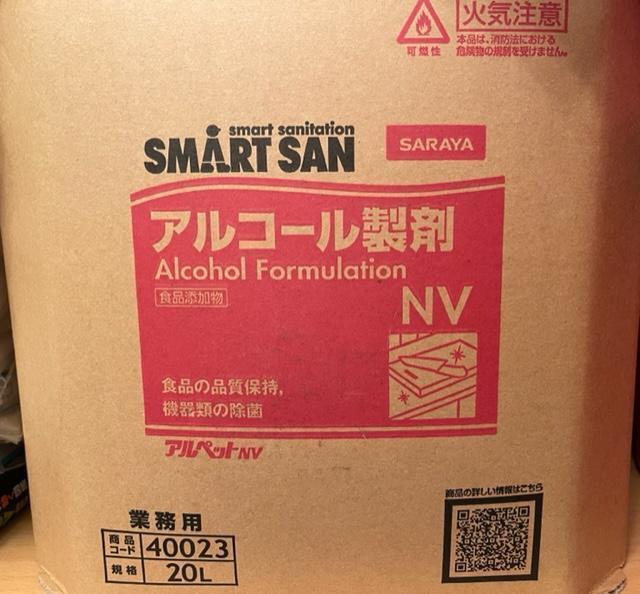 火気注意
可燃性
本品は、消防法における
危険物の規制を受けません。
smart sanitation
SMART SAN
SARAYA
アルコール製剤
Alcohol Formulation
食品添加物
NV
食品の品質保持,
機器類の除菌
アルペットNV
商品の詳しい情報はこちら
業務用
商品コード 40023
規格 20L